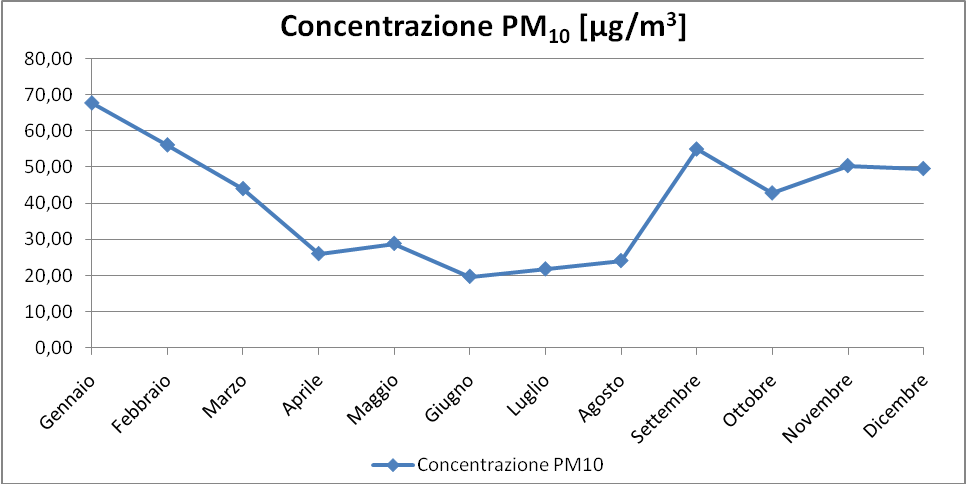 Concentrazione PM10 [µg/m3]
80,00
70,00
60,00
50,00
40,00
30,00
20,00
10,00
0,00
Gennaio
Febbraio
Marzo
Aprile
Maggio
Giugno
Luglio
Agosto
Settembre
Ottobre
Novembre
Dicembre
Concentrazione PM10